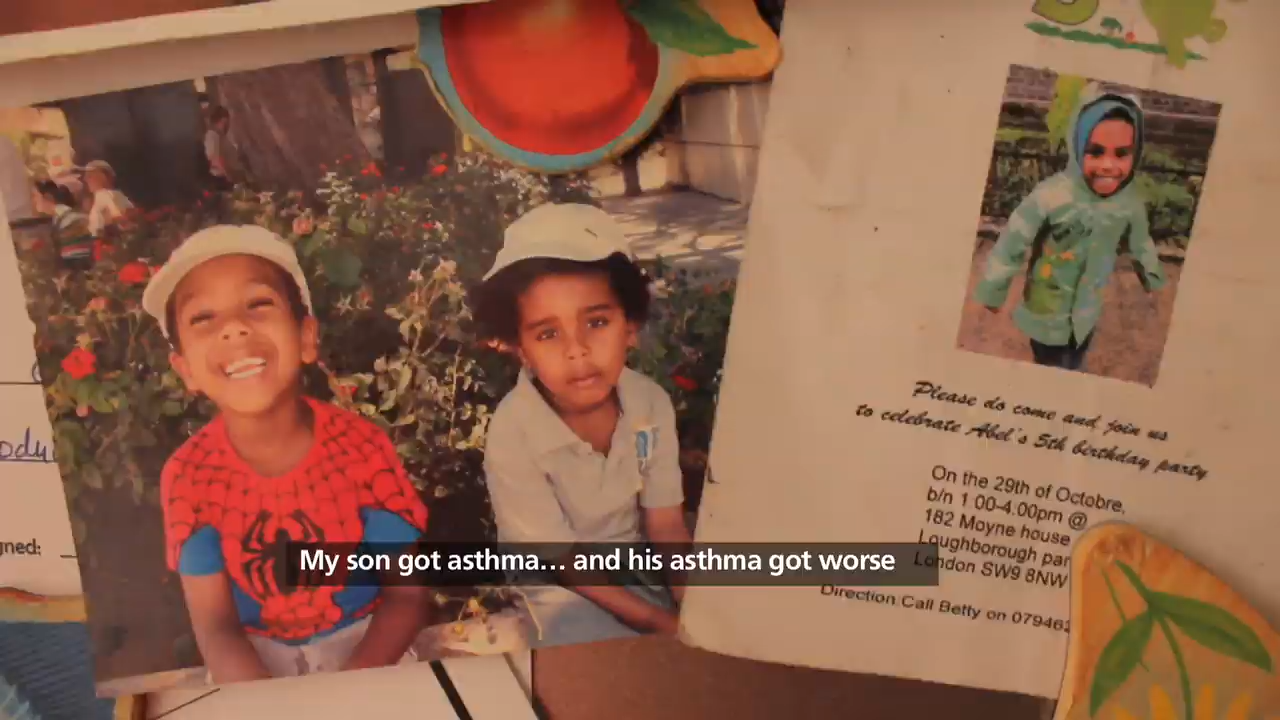 gned:
Please do come and join us
to celebrate Abel's 5th birthday party
On the 29th of Octobre,
b/n 1 00-4.00pm @
182 Moyne house
Loughborough par
London SW9 8NW
Direction:Call Betty on 079462
My son got asthma... and his asthma got worse